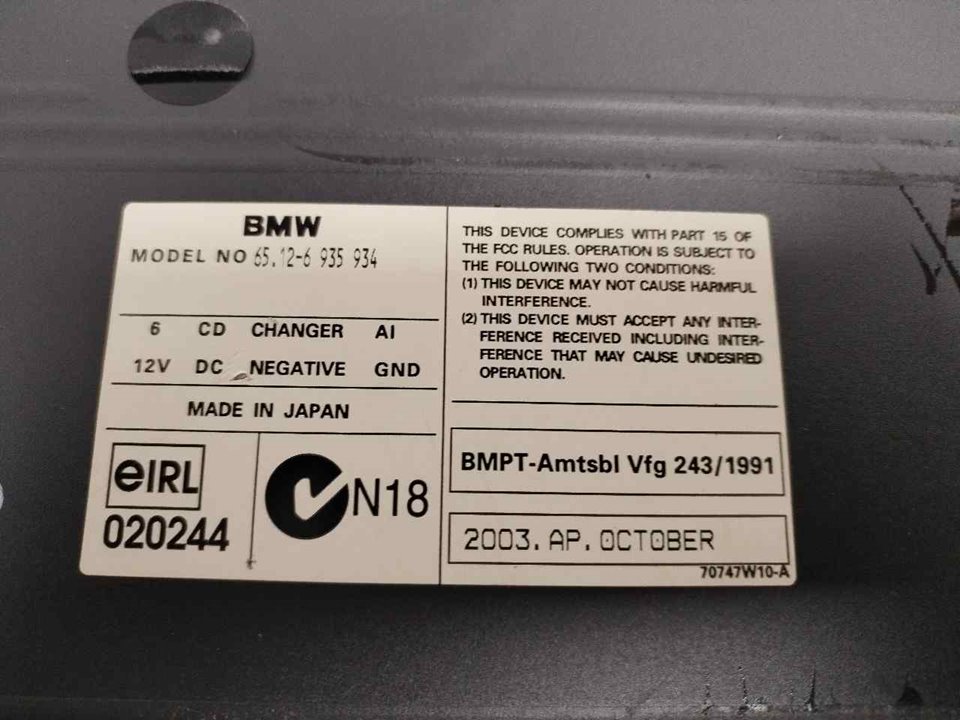 BMW
MODEL NO 65.12-6 935 934
6 CD CHANGER AI
12V DC NEGATIVE GND
MADE IN JAPAN
eIRL
020244
N18
THIS DEVICE COMPLIES WITH PART 15 OF
THE FCC RULES. OPERATION IS SUBJECT TO
THE FOLLOWING TWO CONDITIONS:
(1) THIS DEVICE MAY NOT CAUSE HARMFUL
INTERFERENCE.
(2) THIS DEVICE MUST ACCEPT ANY INTER-
FERENCE RECEIVED INCLUDING INTER-
FERENCE THAT MAY CAUSE UNDESIRED
OPERATION.
BMPT-Amtsbl Vfg 243/1991
2003. AP. OCTOBER
70747W10-A